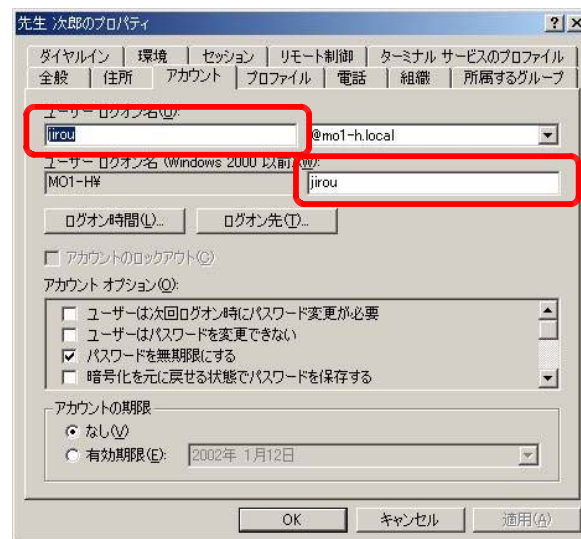 先生 次郎のプロパティ
ダイヤルイン 環境 セッション リモート制御 ターミナル サービスのプロファイル
全般 住所 アカウント プロファイル 電話 組織 所属するグループ
ユーザー ログオン名(U):
jirou @mo1-h.local
ユーザー ログオン名 (Windows 2000 以前)(W):
MO1-H¥ jirou
ログオン時間(L)... ログオン先(T)...
アカウントのロックアウト(C)
アカウント オプション(O):
ユーザーは次回ログオン時にパスワード変更が必要
ユーザーはパスワードを変更できない
パスワードを無期限にする
暗号化を元に戻せる状態でパスワードを保存する
アカウントの期限
なし(V)
有効期限(E): 2002年 1月12日
OK キャンセル 適用(A)